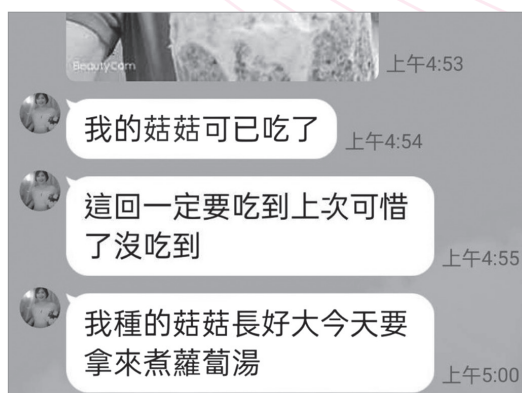 BeautyCam
上午4:53
我的菇菇可已吃了
上午4:54
這回一定要吃到上次可惜
了沒吃到
上午4:55
我種的菇菇長好大今天要
拿來煮蘿蔔湯
上午5:00